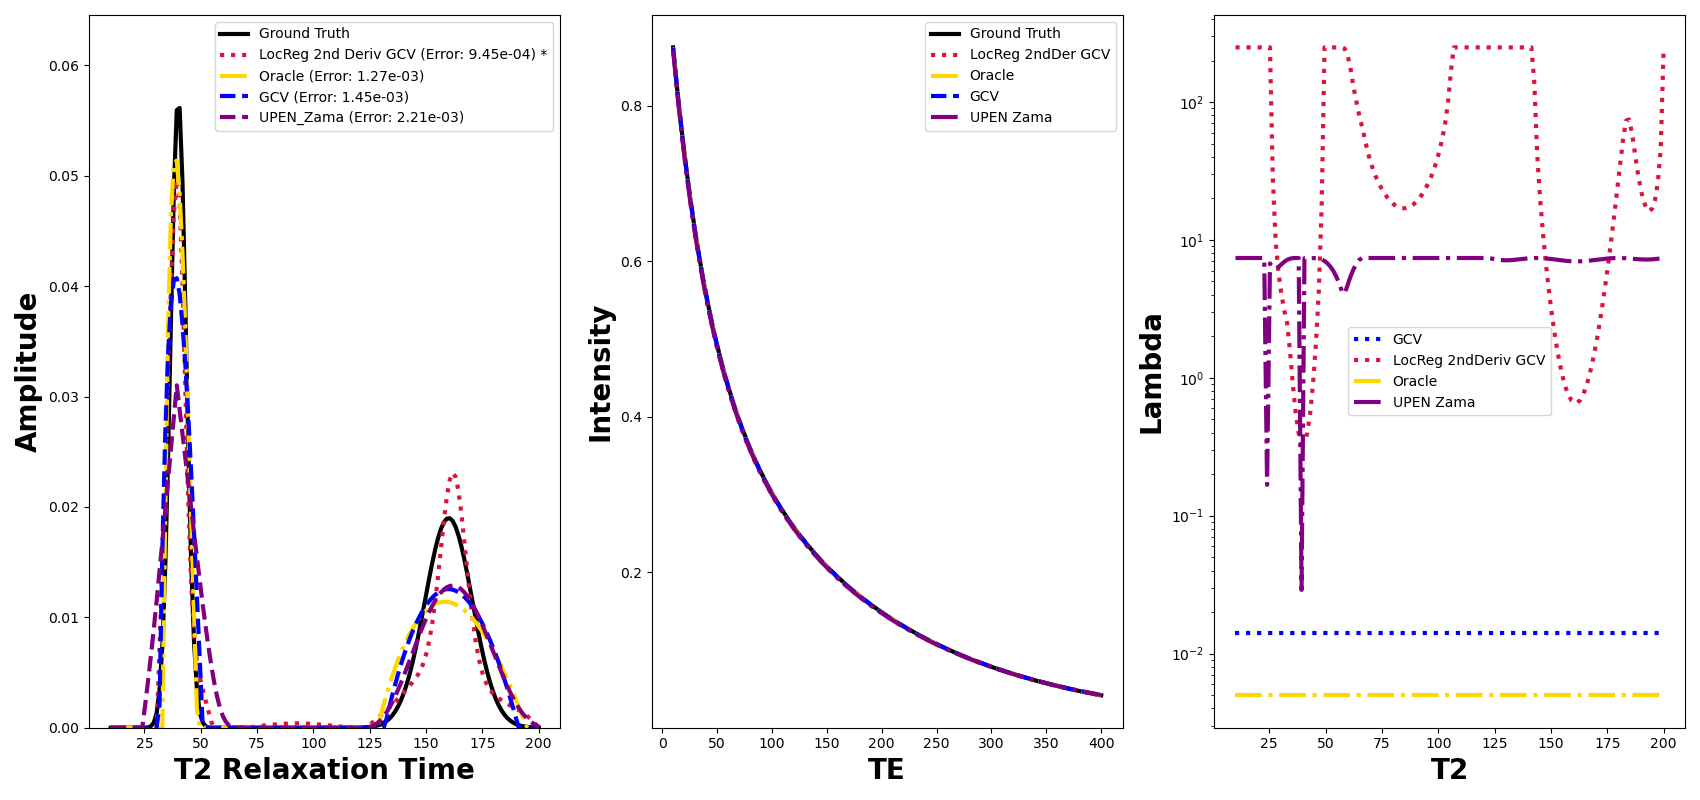 Ground Truth
LocReg 2nd Deriv GCV (Error: 9.45e-04) *
Oracle (Error: 1.27e-03)
GCV (Error: 1.45e-03)
UPEN_Zama (Error: 2.21e-03)
0.06
0.05
0.04
0.03
0.02
0.01
0.00
25 50 75 100 125 150 175 200
T2 Relaxation Time
Amplitude
Ground Truth
LocReg 2ndDer GCV
Oracle
GCV
UPEN Zama
0.8
0.6
0.4
0.2
0 50 100 150 200 250 300 350 400
TE
Intensity
10²
10¹
10⁰
10⁻¹
10⁻²
GCV
LocReg 2ndDeriv GCV
Oracle
UPEN Zama
25 50 75 100 125 150 175 200
T2
Lambda